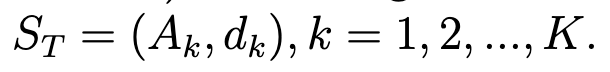 S_T = (A_k, d_k), k = 1, 2, ..., K.